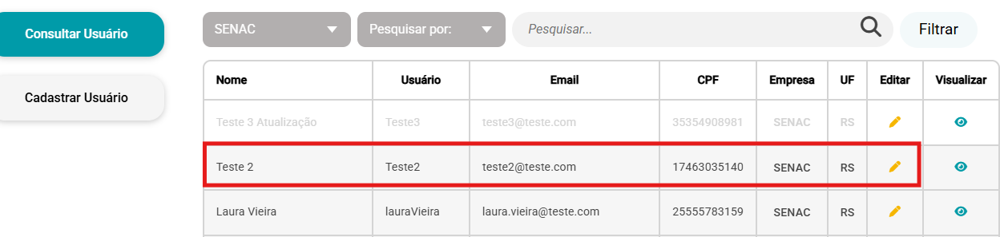 Consultar Usuário
Cadastrar Usuário
SENAC Pesquisar por: Pesquisar... Filtrar
Nome Usuário Email CPF Empresa UF Editar Visualizar
Teste 3 Atualização Teste3 teste3@teste.com 35354908981 SENAC RS
Teste 2 Teste2 teste2@teste.com 17463035140 SENAC RS
Laura Vieira lauraVieira laura.vieira@teste.com 25555783159 SENAC RS